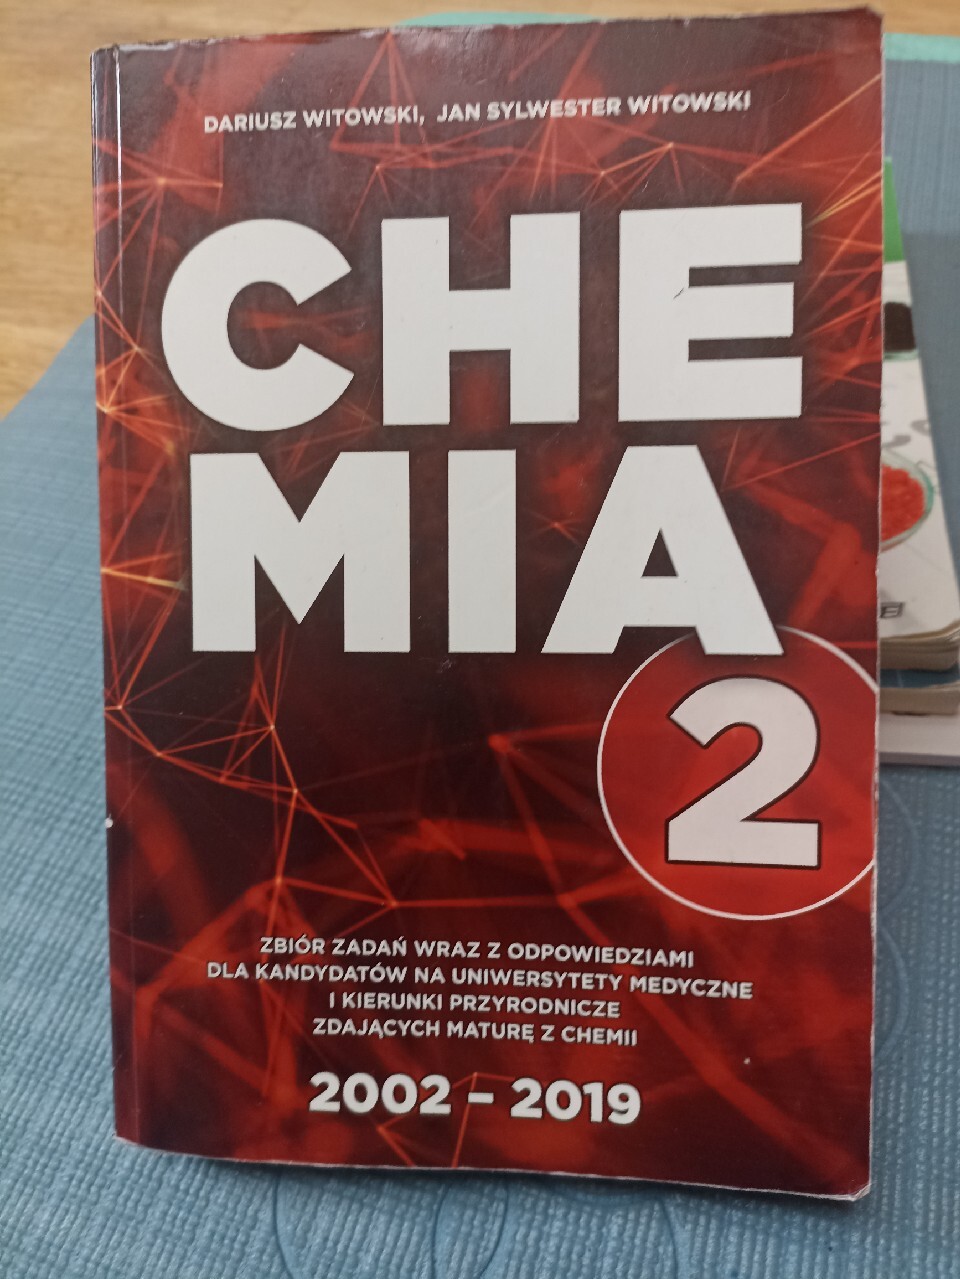 DARIUSZ WITOWSKI, JAN SYLWESTER WITOWSKI
CHE
MIA
2
ZBIÓR ZADAŃ WRAZ Z ODPOWIEDZIAMI
DLA KANDYDATÓW NA UNIWERSYTETY MEDYCZNE
I KIERUNKI PRZYRODNICZE
ZDAJĄCYCH MATURĘ Z CHEMII
2002 – 2019